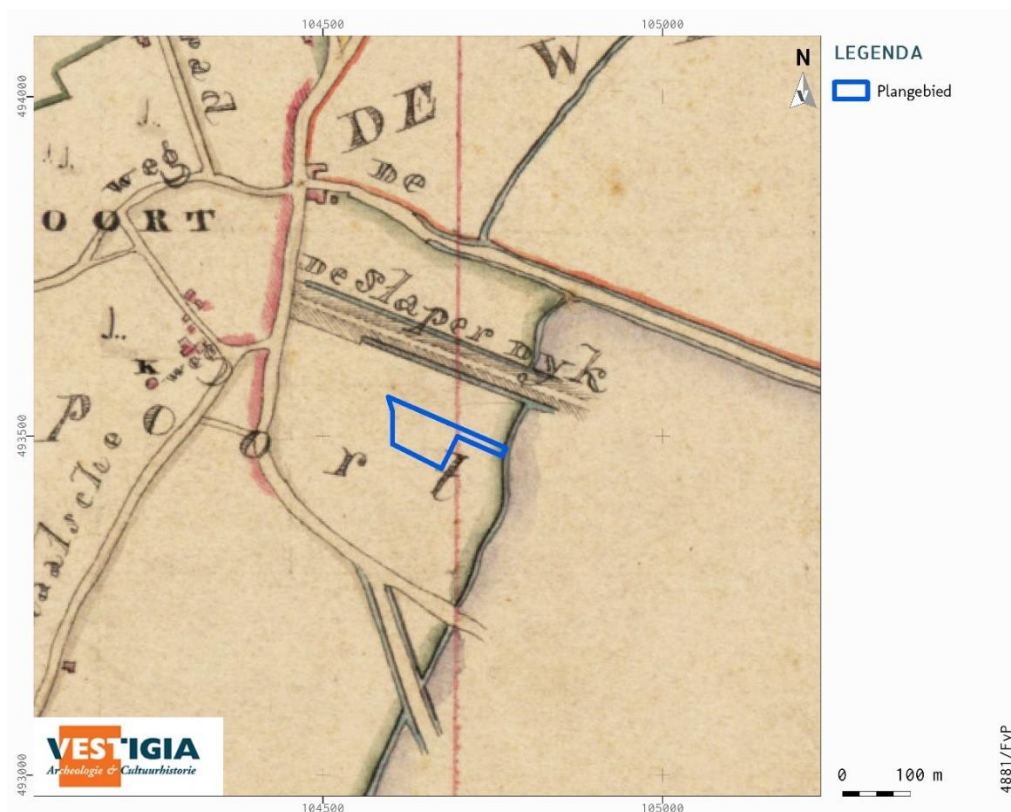 104500
105000
494000
493500
493000
N
LEGENDA
Plangebied
DE W
De
weg
OORT
De Slaper Dyk
J..
J..
k
weg
P o o r t
VESTIGIA
Archeologie & Cultuurhistorie
104500
105000
0 100 m
4881/FvP